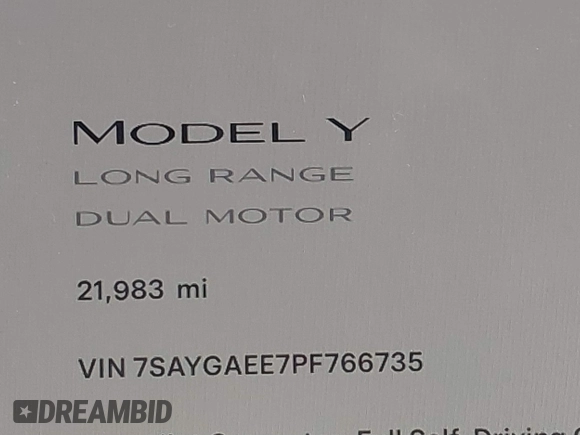 MODEL Y
LONG RANGE
DUAL MOTOR
21,983 mi
VIN 7SAYGAEE7PF766735
DREAMBID